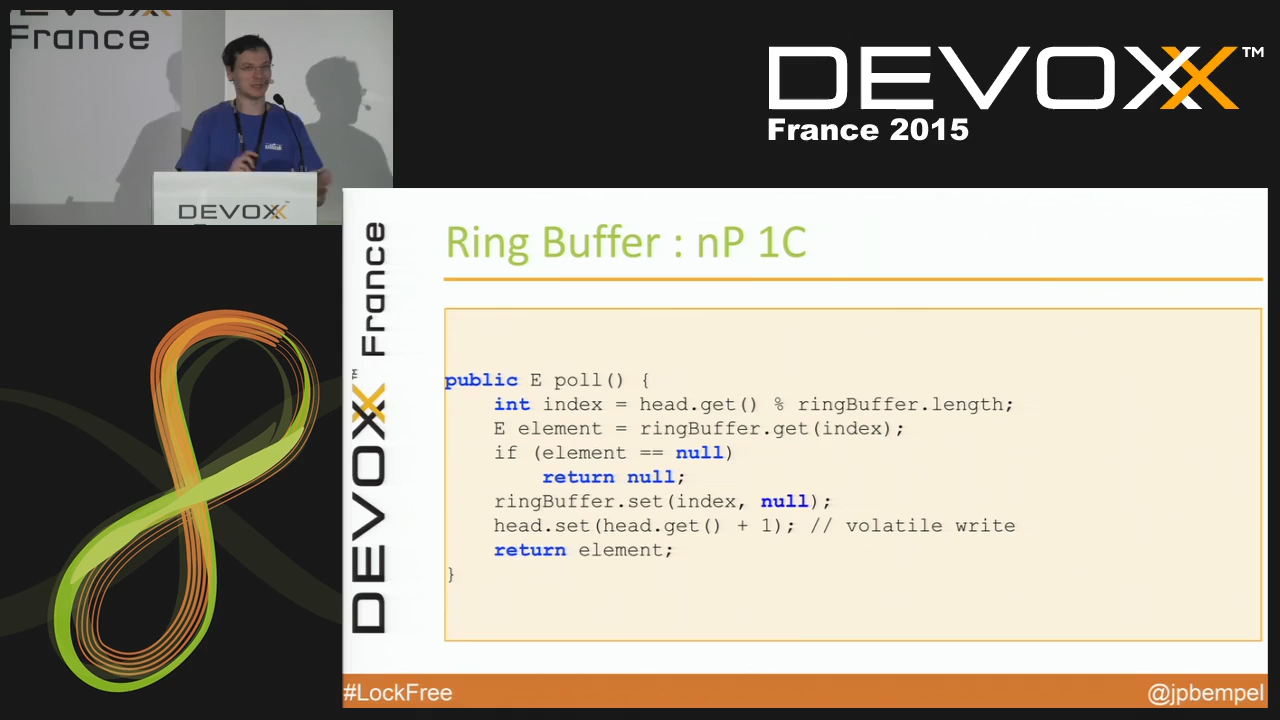 DEVOXX
France
DEVOXX
DEVOXX™
France 2015
DEVOXX™ France
Ring Buffer : nP 1C
public E poll() {
    int index = head.get() % ringBuffer.length;
    E element = ringBuffer.get(index);
    if (element == null)
        return null;
    ringBuffer.set(index, null);
    head.set(head.get() + 1); // volatile write
    return element;
}
#LockFree
@jpbempel